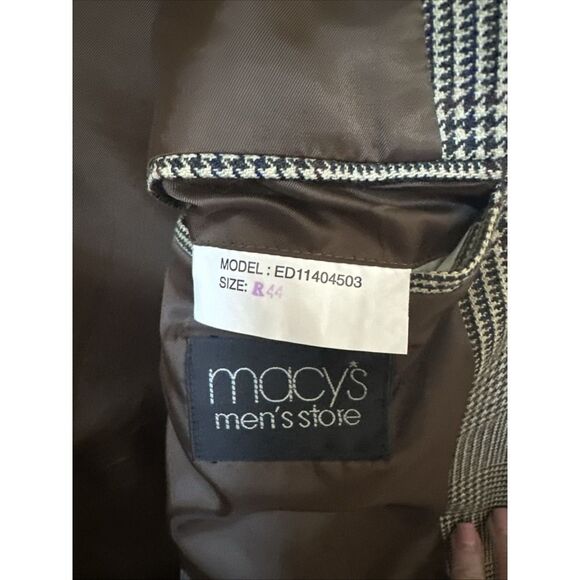 MODEL : ED11404503
SIZE: R44
macy's
men's store